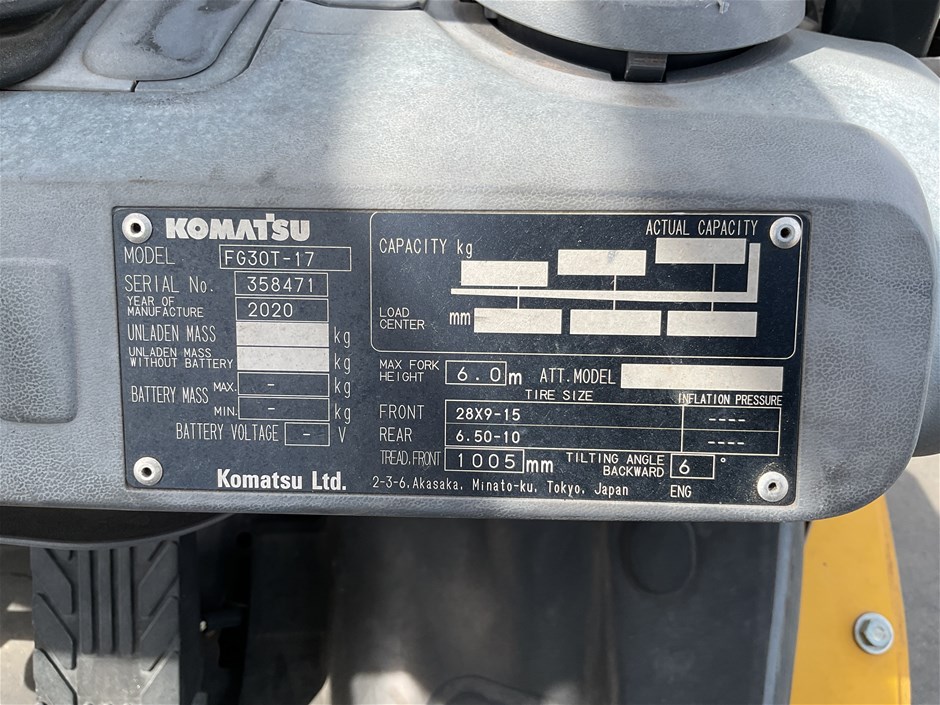 KOMATSU
MODEL FG30T-17
SERIAL No. 358471
YEAR OF MANUFACTURE 2020
UNLADEN MASS kg
UNLADEN MASS WITHOUT BATTERY kg
BATTERY MASS MAX. - kg
MIN. - kg
BATTERY VOLTAGE - V
Komatsu Ltd.
ACTUAL CAPACITY
CAPACITY kg
LOAD CENTER mm
MAX FORK HEIGHT 6.0 m ATT.MODEL
TIRE SIZE INFLATION PRESSURE
FRONT 28X9-15 ----
REAR 6.50-10 ----
TREAD,FRONT 1005 mm TILTING ANGLE BACKWARD 6 °
2-3-6,Akasaka, Minato-ku, Tokyo, Japan ENG